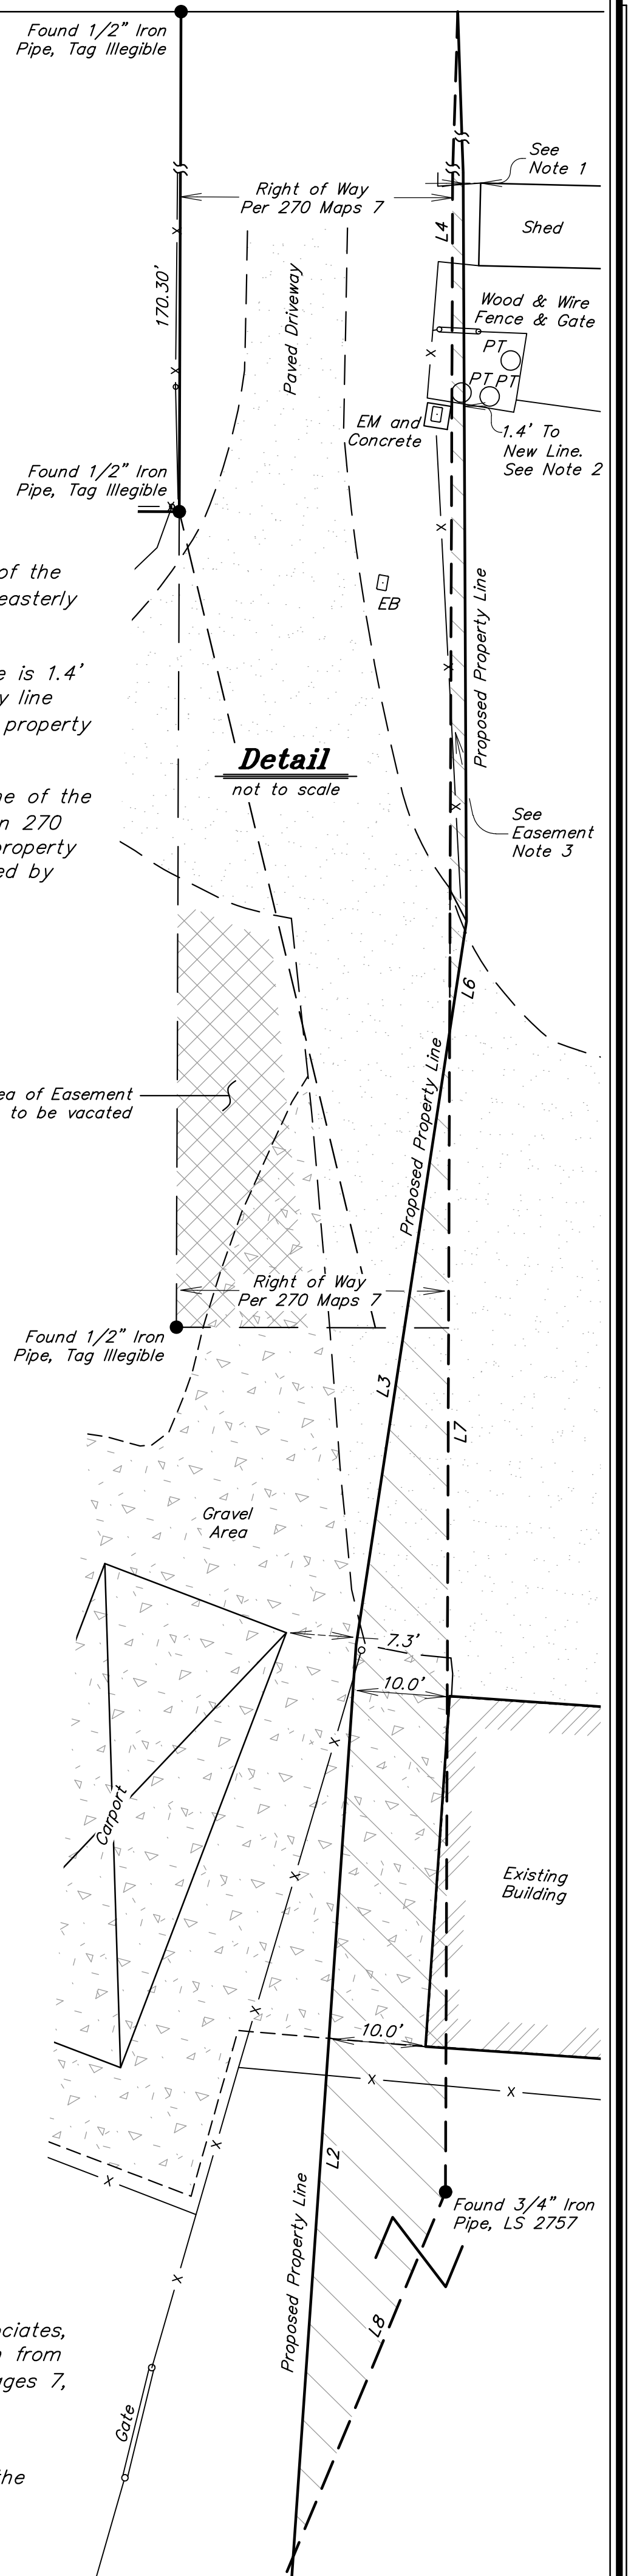 Found 1/2" Iron
Pipe, Tag Illegible
See
Note 1
Right of Way
Per 270 Maps 7
L4
Shed
170.30'
Paved Driveway
Wood & Wire
Fence & Gate
PT
PT PT
EM and
Concrete
1.4' To
New Line.
See Note 2
Found 1/2" Iron
Pipe, Tag Illegible
of the
easterly
EB
Proposed Property Line
e is 1.4'
y line
property
Detail
not to scale
ne of the
n 270
property
ed by
See
Easement
Note 3
L6
Proposed Property Line
ea of Easement
to be vacated
Right of Way
Per 270 Maps 7
Found 1/2" Iron
Pipe, Tag Illegible
L3
L7
Gravel
Area
7.3'
10.0'
Carport
Existing
Building
10.0'
L2
Found 3/4" Iron
Pipe, LS 2757
Proposed Property Line
L8
ciates,
n from
ages 7,
Gate
the